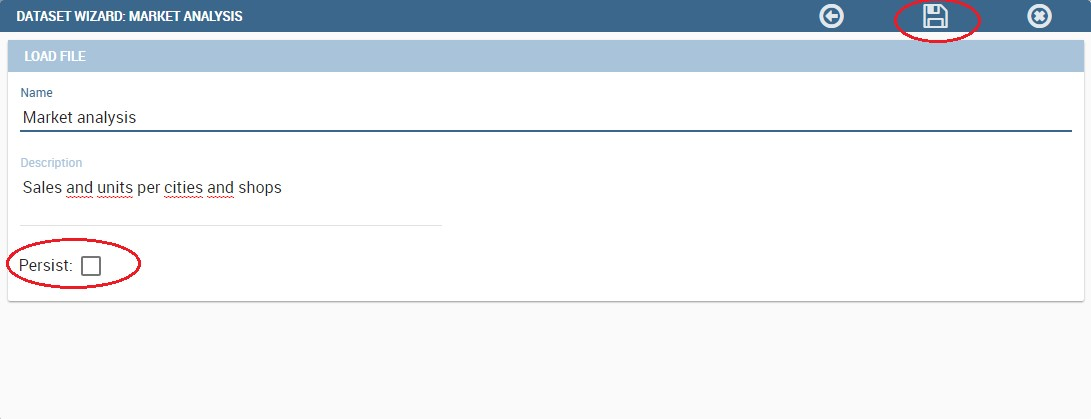 DATASET WIZARD: MARKET ANALYSIS
LOAD FILE
Name
Market analysis
Description
Sales and units per cities and shops
Persist: